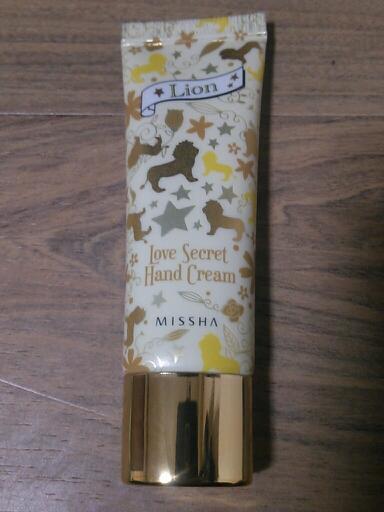 Lion
Love Secret
Hand Cream
MISSHA